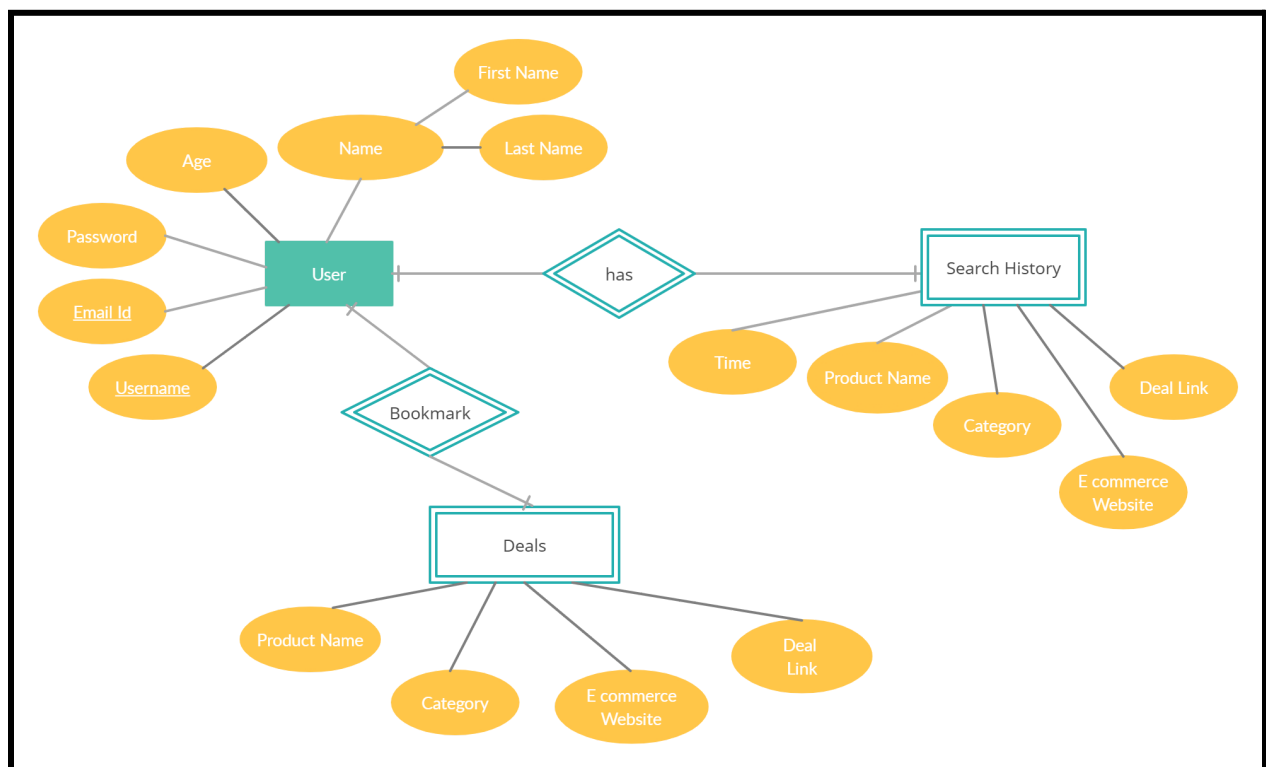 First Name
Name
Last Name
Age
Password
User
has
Search History
Email Id
Time
Product Name
Deal Link
Username
Bookmark
Category
E commerce
Website
Deals
Product Name
Deal
Link
Category
E commerce
Website